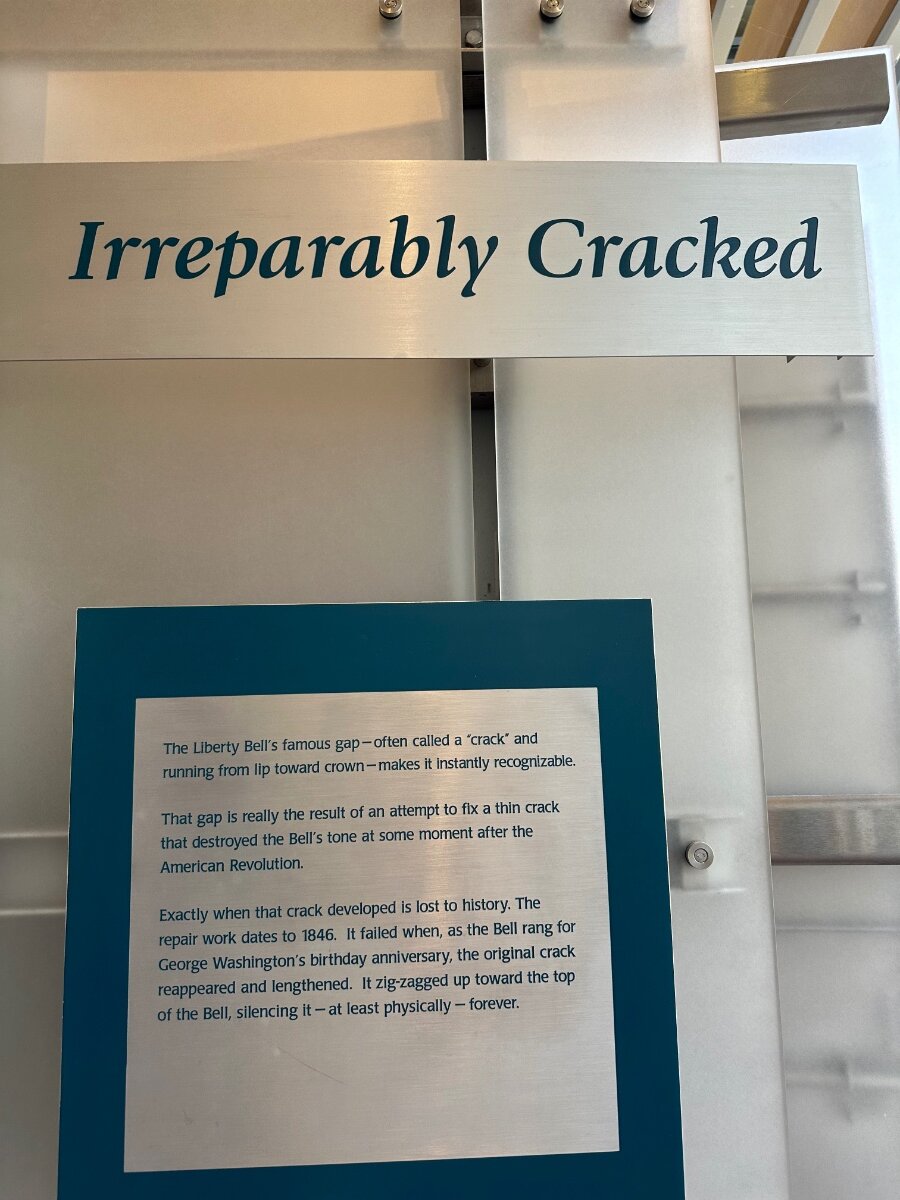 Irreparably Cracked
The Liberty Bell's famous gap—often called a "crack" and
running from lip toward crown—makes it instantly recognizable.
That gap is really the result of an attempt to fix a thin crack
that destroyed the Bell's tone at some moment after the
American Revolution.
Exactly when that crack developed is lost to history. The
repair work dates to 1846. It failed when, as the Bell rang for
George Washington's birthday anniversary, the original crack
reappeared and lengthened. It zig-zagged up toward the top
of the Bell, silencing it — at least physically — forever.